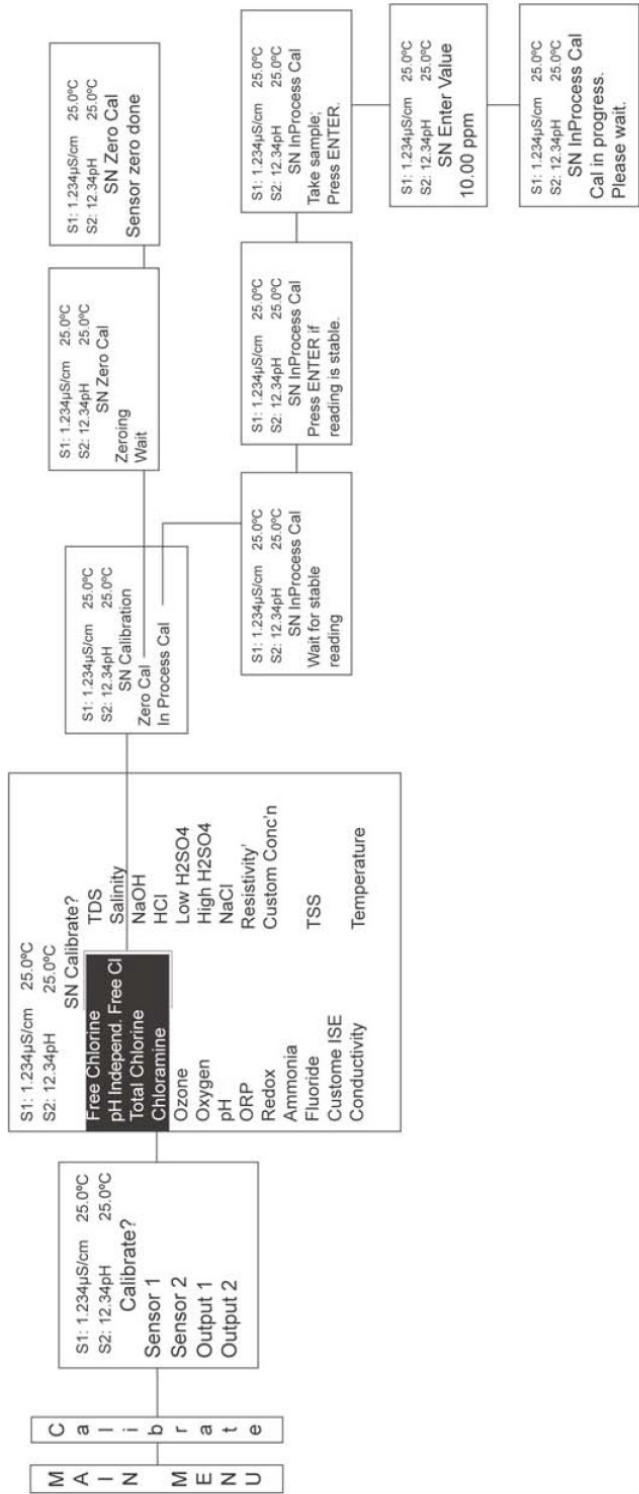 MAIN MENU
Calibrate
S1: 1.234µS/cm 25.0ºC
S2: 12.34pH 25.0ºC
Calibrate?
Sensor 1
Sensor 2
Output 1
Output 2
S1: 1.234µS/cm 25.0ºC
S2: 12.34pH 25.0ºC
SN Calibrate?
Free Chlorine TDS
pH Independ. Free Cl Salinity
Total Chlorine NaOH
Chloramine HCl
Ozone Low H2SO4
Oxygen High H2SO4
pH NaCl
ORP Resistivity'
Redox Custom Conc'n
Ammonia
Fluoride TSS
Custome ISE
Conductivity Temperature
S1: 1.234µS/cm 25.0ºC
S2: 12.34pH 25.0ºC
SN Calibration
Zero Cal
In Process Cal
S1: 1.234µS/cm 25.0ºC
S2: 12.34pH 25.0ºC
SN Zero Cal
Zeroing
Wait
S1: 1.234µS/cm 25.0ºC
S2: 12.34pH 25.0ºC
SN Zero Cal
Sensor zero done
S1: 1.234µS/cm 25.0ºC
S2: 12.34pH 25.0ºC
SN InProcess Cal
Wait for stable
reading
S1: 1.234µS/cm 25.0ºC
S2: 12.34pH 25.0ºC
SN InProcess Cal
Press ENTER if
reading is stable.
S1: 1.234µS/cm 25.0ºC
S2: 12.34pH 25.0ºC
SN InProcess Cal
Take sample;
Press ENTER.
S1: 1.234µS/cm 25.0ºC
S2: 12.34pH 25.0ºC
SN Enter Value
10.00 ppm
S1: 1.234µS/cm 25.0ºC
S2: 12.34pH 25.0ºC
SN InProcess Cal
Cal in progress.
Please wait.